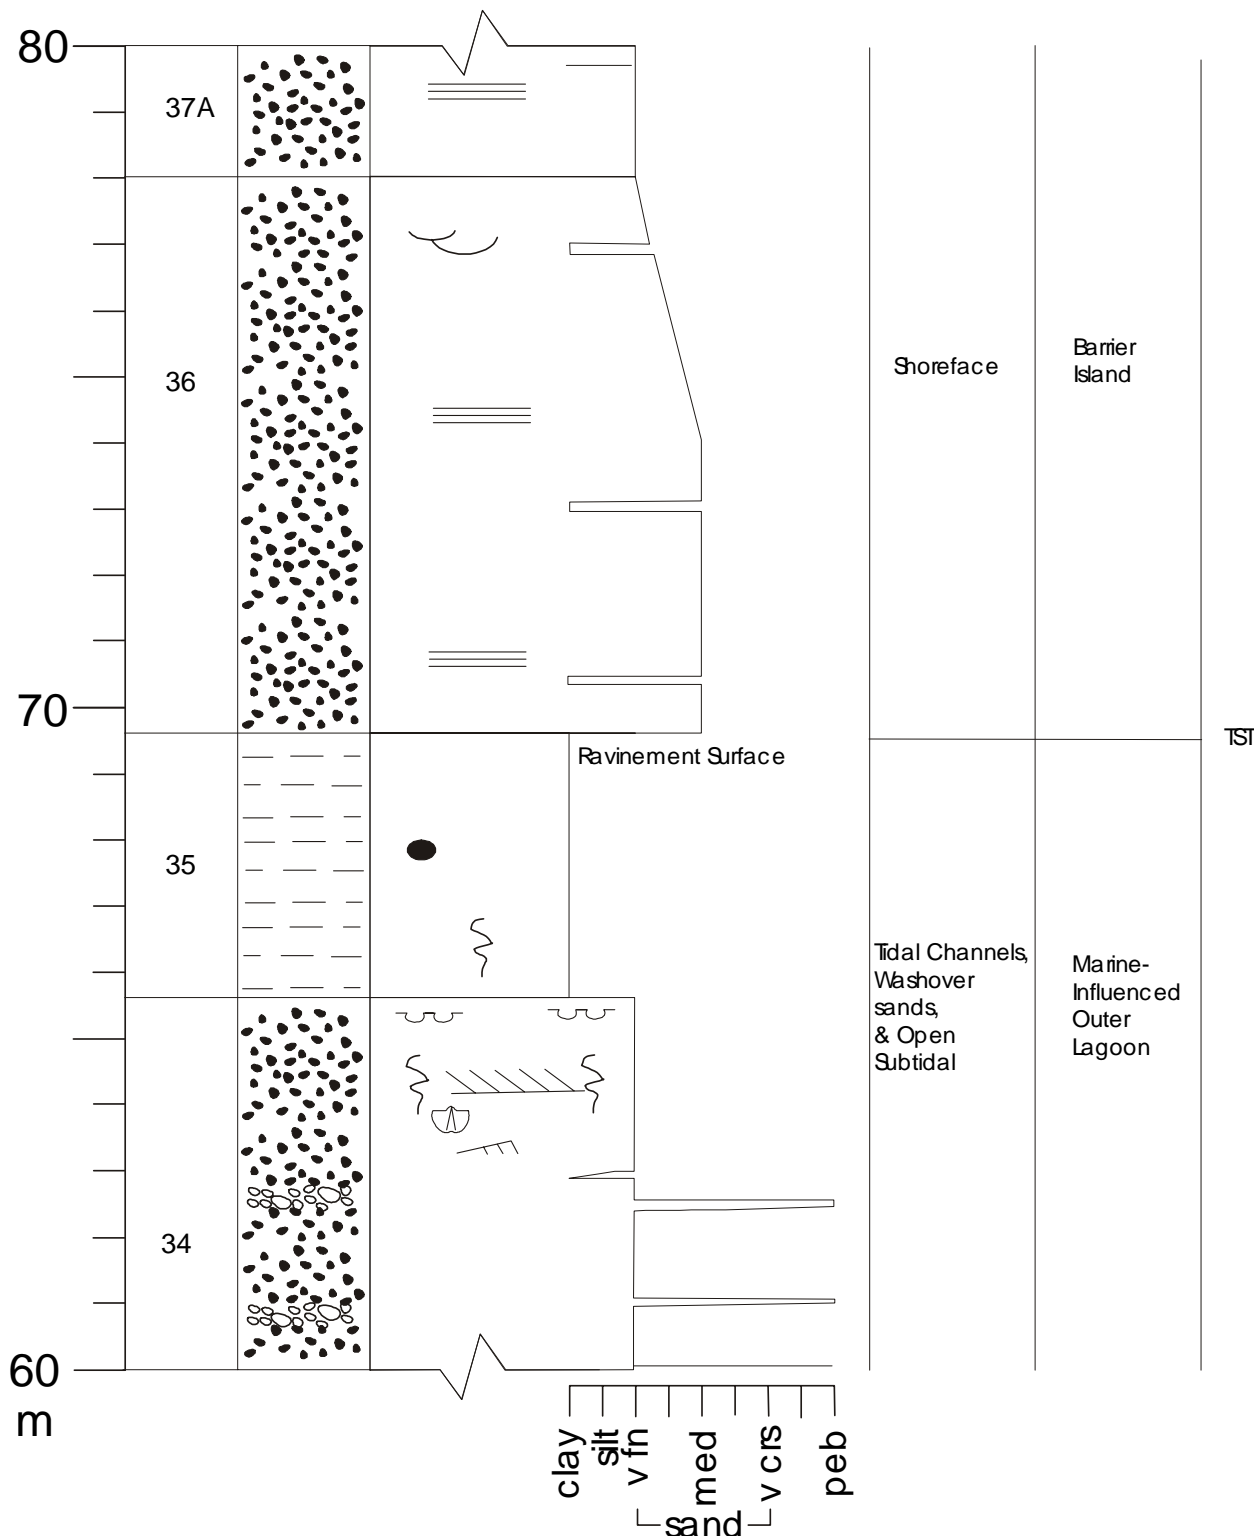 80
37A
36
Shoreface
Barrier
Island
70
TST
Ravinement Surface
35
Tidal Channels,
Washover
sands,
& Open
Subtidal
Marine-
Influenced
Outer
Lagoon
34
60
m
clay
silt
v fn
med
v crs
peb
sand